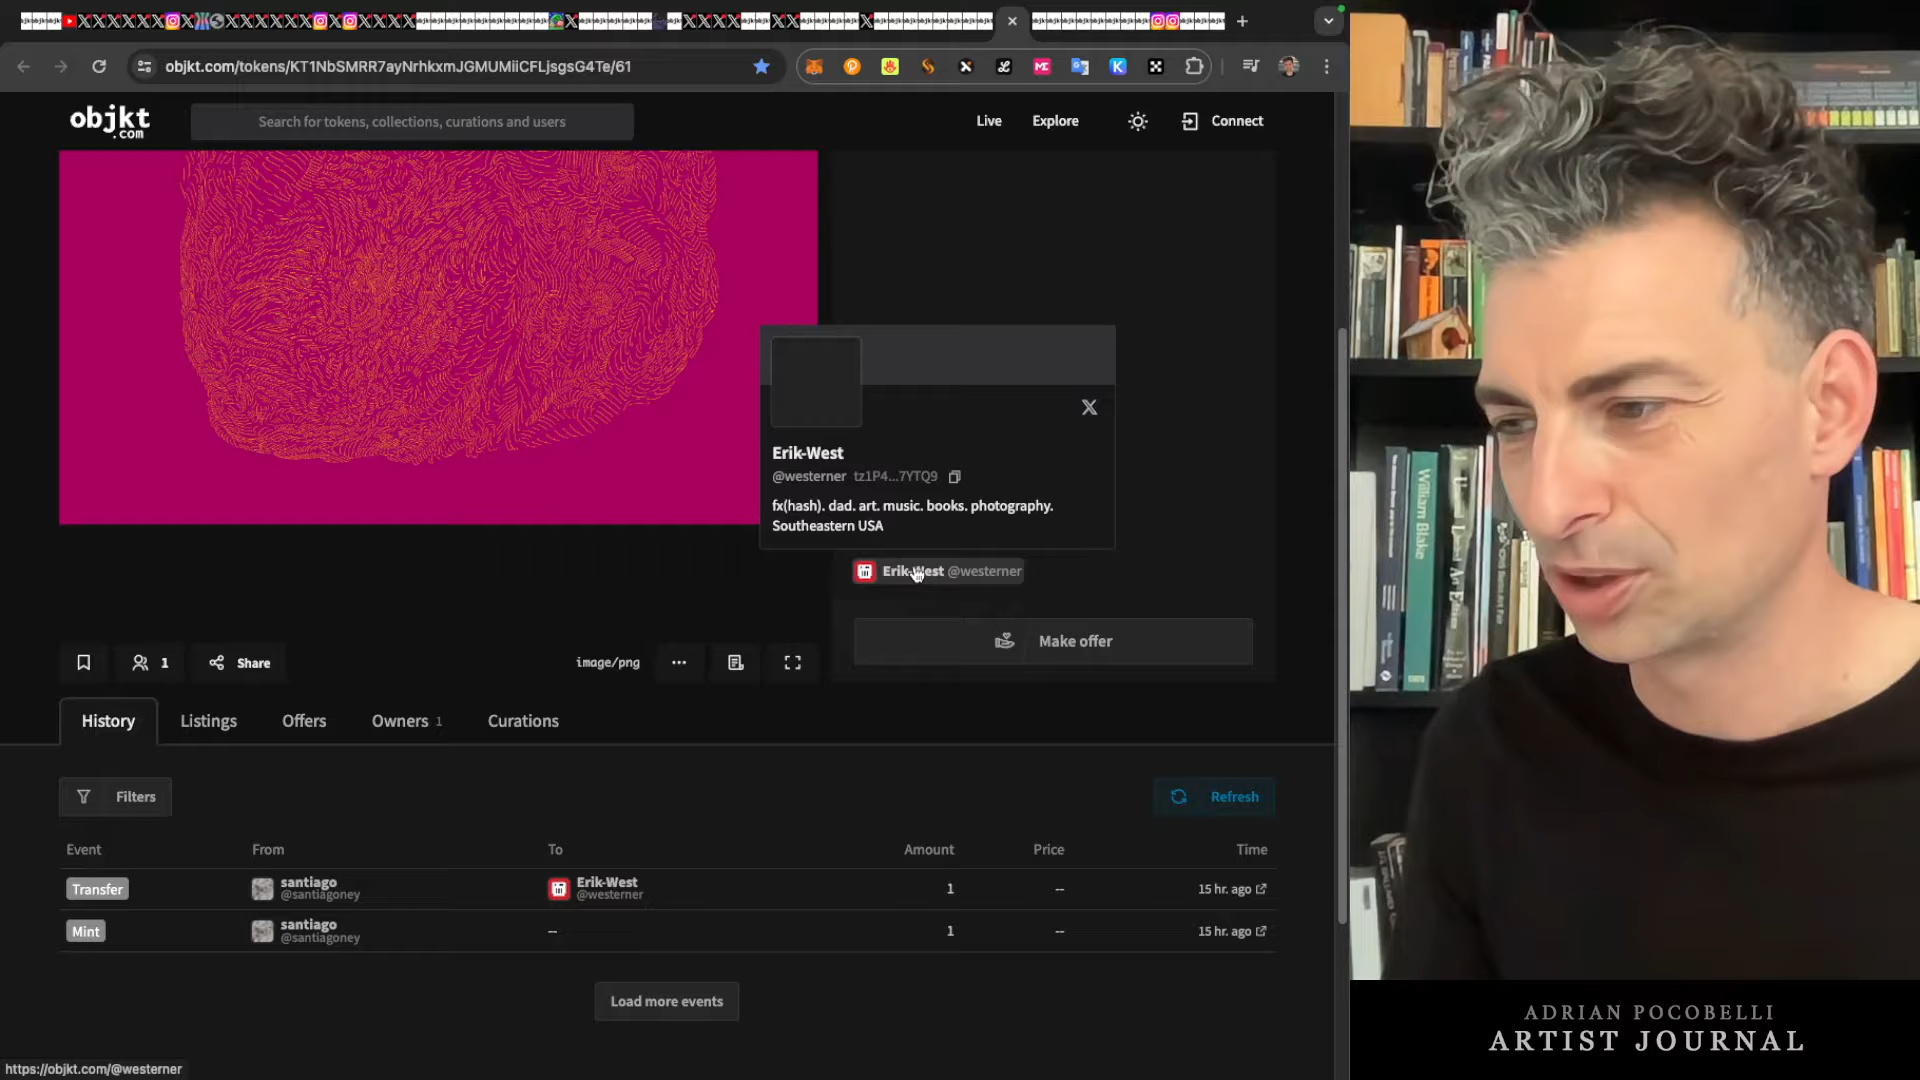 objkt.com/tokens/KT1NbSMRR7ayNrhkxmJGMUMiiCFLjsgsG4Te/61
objkt
.com
Search for tokens, collections, curations and users
Live
Explore
Connect
Erik-West
@westerner tz1P4...7YTQ9
fx(hash). dad. art. music. books. photography.
Southeastern USA
Erik-West @westerner
Make offer
1
Share
image/png
History
Listings
Offers
Owners 1
Curations
Filters
Refresh
Event From To Amount Price Time
Transfer santiago @santiagoney Erik-West @westerner 1 -- 15 hr. ago
Mint santiago @santiagoney -- 1 -- 15 hr. ago
Load more events
https://objkt.com/@westerner
William Blake
ADRIAN POCOBELLI
ARTIST JOURNAL